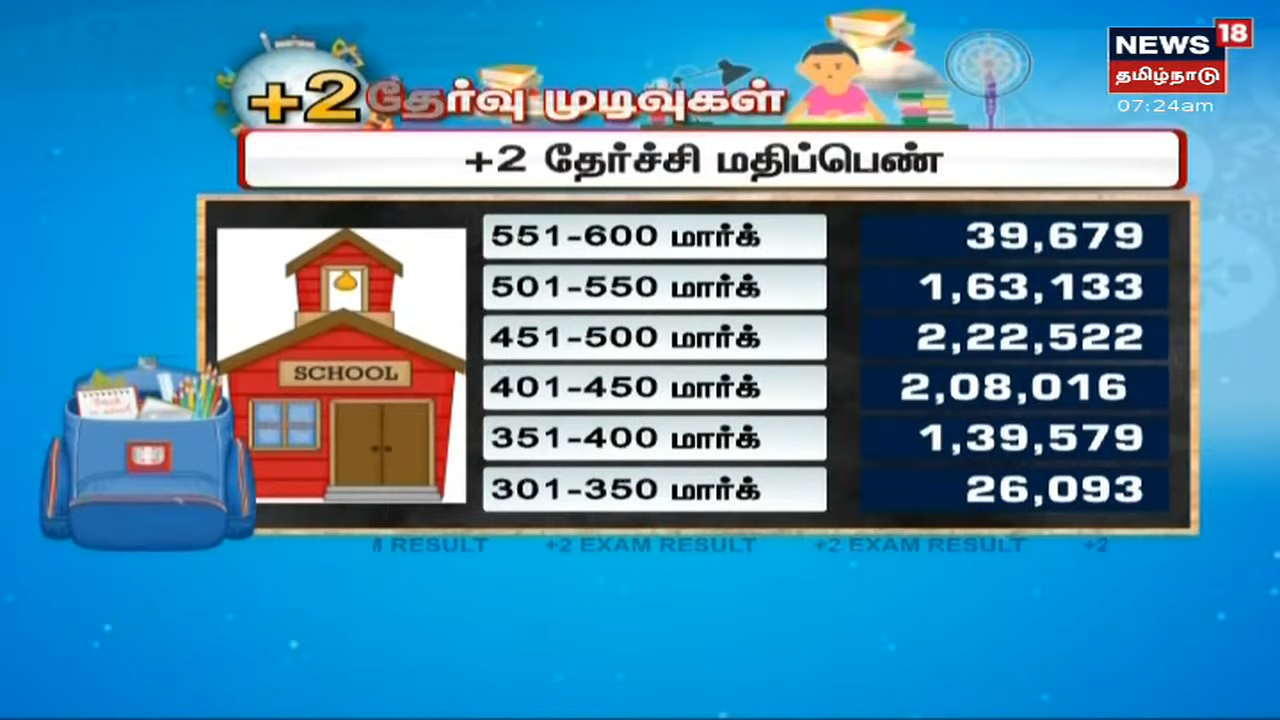 NEWS 18
தமிழ்நாடு
07:24am
+2 தேர்வு முடிவுகள்
+2 தேர்ச்சி மதிப்பெண்
551-600 மார்க் 39,679
501-550 மார்க் 1,63,133
451-500 மார்க் 2,22,522
401-450 மார்க் 2,08,016
351-400 மார்க் 1,39,579
301-350 மார்க் 26,093
SCHOOL
RESULT +2 EXAM RESULT +2 EXAM RESULT +2